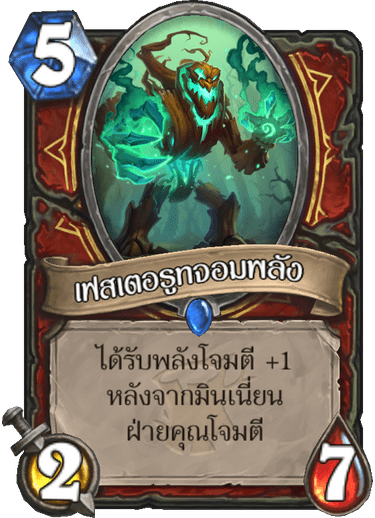 5
เฟสเตอรูทจอมพลัง
ได้รับพลังโจมตี +1
หลังจากมินเนี่ยน
ฝ่ายคุณโจมตี
2
7